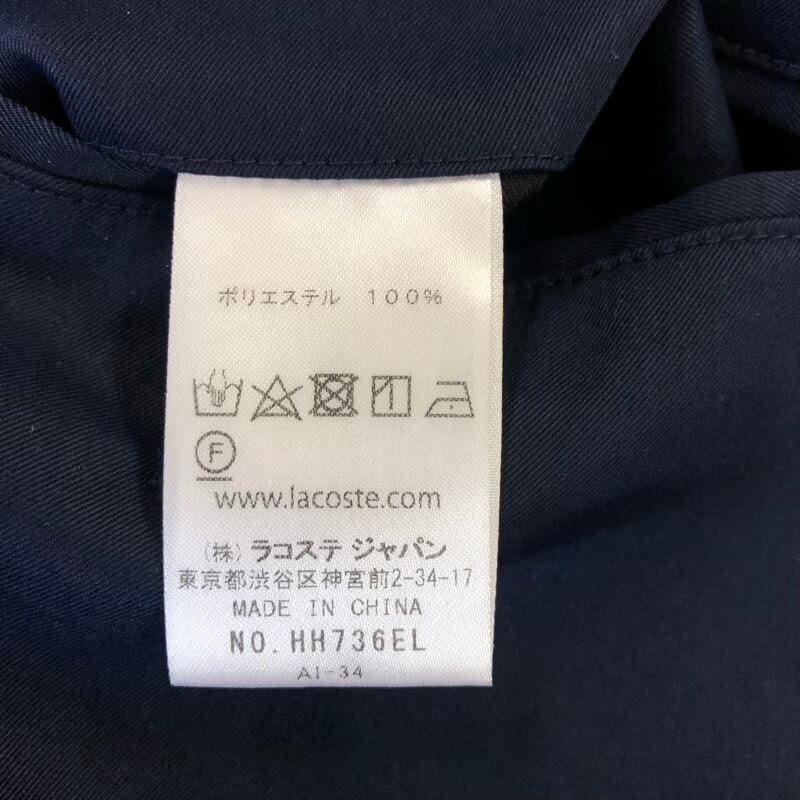 ポリエステル 100%
F
www.lacoste.com
(株) ラコステ ジャパン
東京都渋谷区神宮前2-34-17
MADE IN CHINA
NO. HH736EL
AI-34